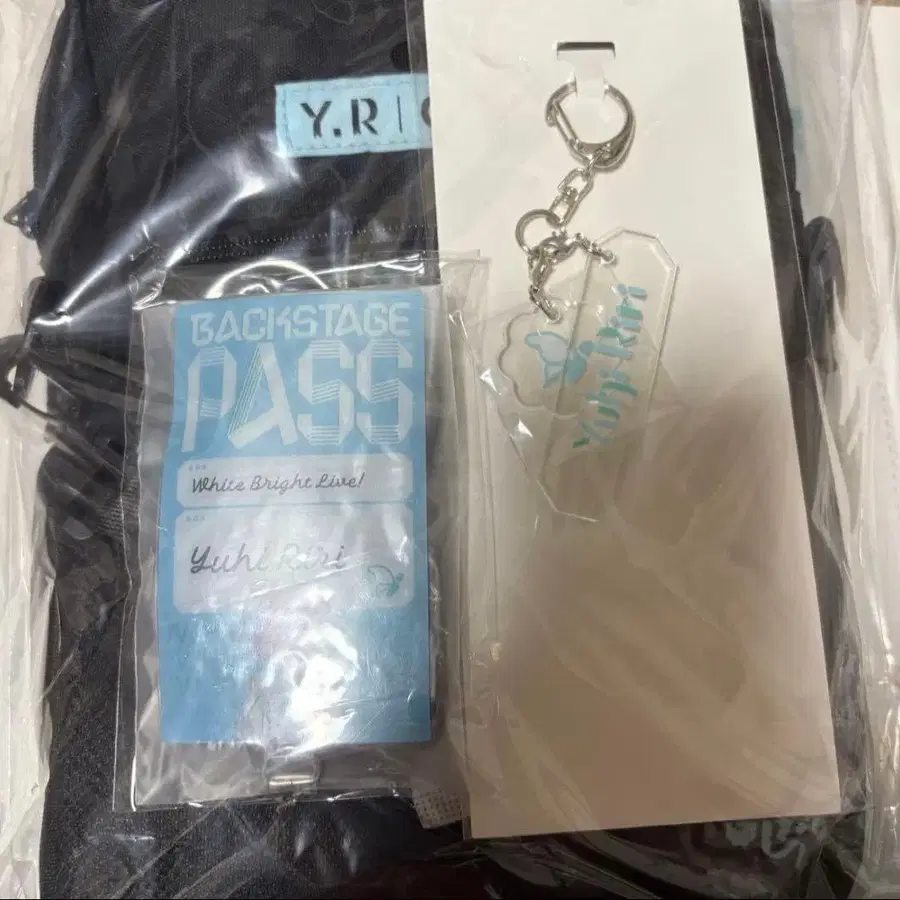 Y.R |
BACKSTAGE
PASS
White Bright Live!
Yuhi Riri
Yuhi Riri